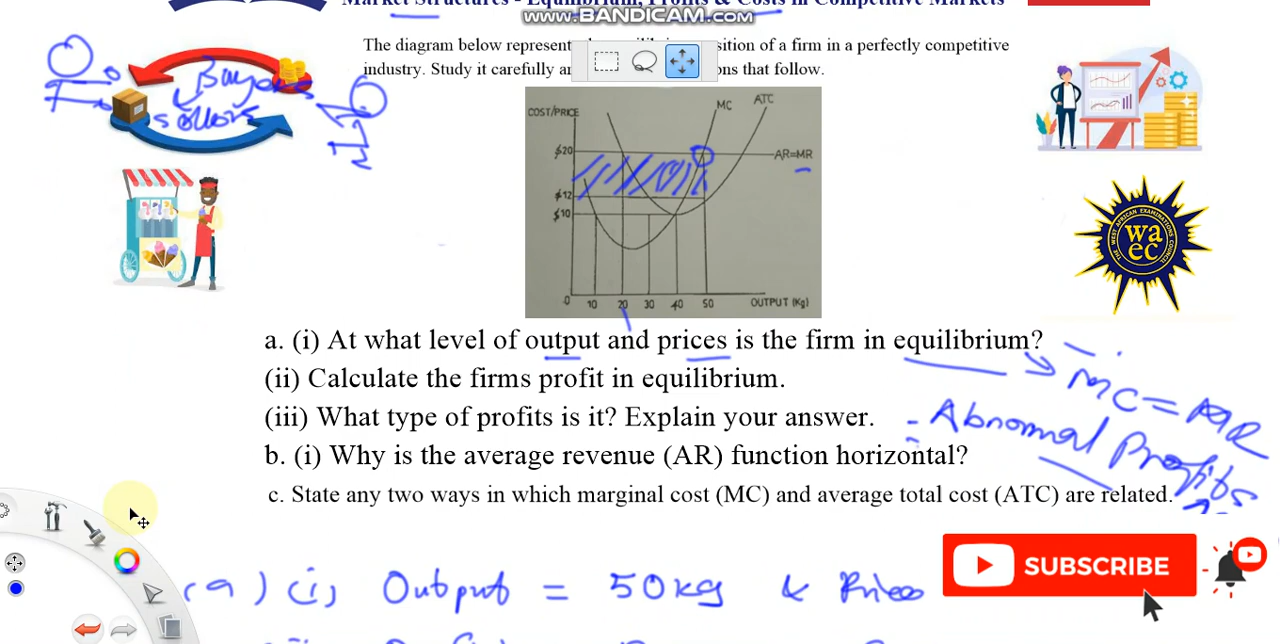 Market Structures - Equilibrium, Profits & Costs in Competitive Markets
www.BANDICAM.com
The diagram below represent sition of a firm in a perfectly competitive
industry. Study it carefully an ons that follow.
Buyers
sellers
COST/PRICE
MC
ATC
$20
AR=MR
$12
$10
0 10 20 30 40 50 OUTPUT (Kg)
THE WEST AFRICAN EXAMINATIONS COUNCIL
wa
ec
a. (i) At what level of output and prices is the firm in equilibrium?
(ii) Calculate the firms profit in equilibrium.
(iii) What type of profits is it? Explain your answer.
b. (i) Why is the average revenue (AR) function horizontal?
c. State any two ways in which marginal cost (MC) and average total cost (ATC) are related.
MC = MR
= Abnormal Profits
(a) (i) Output = 50kg & Prices
SUBSCRIBE